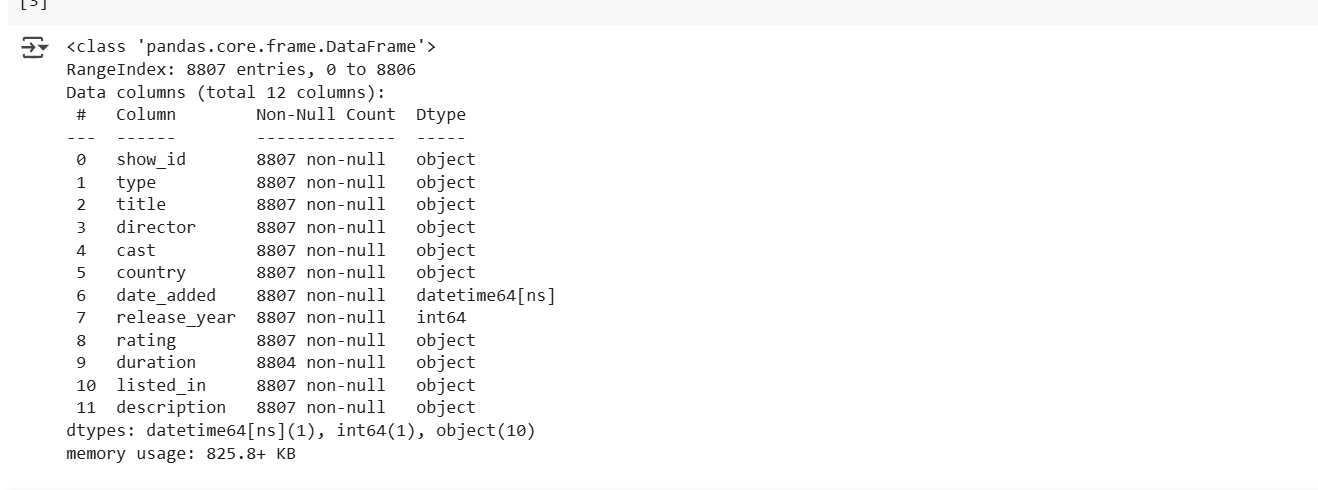 [3]
<class 'pandas.core.frame.DataFrame'>
RangeIndex: 8807 entries, 0 to 8806
Data columns (total 12 columns):
 #   Column        Non-Null Count  Dtype
---  ------        --------------  -----
 0   show_id       8807 non-null   object
 1   type          8807 non-null   object
 2   title         8807 non-null   object
 3   director      8807 non-null   object
 4   cast          8807 non-null   object
 5   country       8807 non-null   object
 6   date_added    8807 non-null   datetime64[ns]
 7   release_year  8807 non-null   int64
 8   rating        8807 non-null   object
 9   duration      8804 non-null   object
 10  listed_in     8807 non-null   object
 11  description   8807 non-null   object
dtypes: datetime64[ns](1), int64(1), object(10)
memory usage: 825.8+ KB